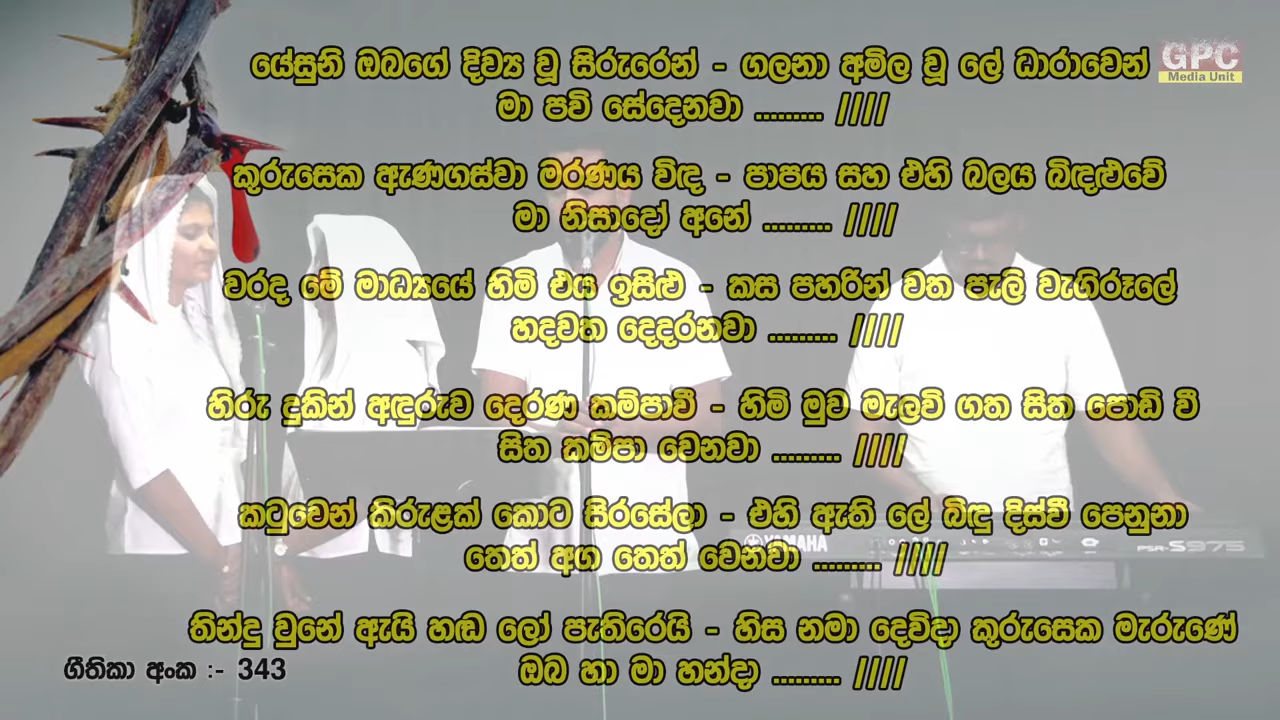 යේසුනි ඔබගේ දිව්‍ය වූ සිරුරෙන් - ගලනා අමිල වූ ලේ ධාරාවෙන්
GPC
Media Unit
මා පවි සේදෙනවා ......... ////
කුරුසෙක ඇණගස්වා මරණය විඳ - පාපය සහ එහි බලය බිඳළුවේ
මා නිසාදෝ අනේ ......... ////
වරද මේ මාධ්‍යයේ හිමි එය ඉසිළු - කස පහරින් වත පැලි වැගිරූලේ
හදවත දෙදරනවා ......... ////
හිරු දුකින් අඳුරුව දෙරණ කම්පාවී - හිමි මුව මැලවි ගත සිත පොඩි වී
සිත කම්පා වෙනවා ......... ////
කටුවෙන් කිරුළක් කොට සිරසේලා - එහි ඇති ලේ බිඳු දිස්වී පෙනුනා
තෙත් අග තෙත් වෙනවා ......... ////
YAMAHA
PSR-S975
තින්දු වුනේ ඇයි හඬ ලෝ පැතිරෙයි - හිස නමා දෙවිදා කුරුසෙක මැරුණේ
ඔබ හා මා හන්දා ......... ////
ගීතිකා අංක :- 343